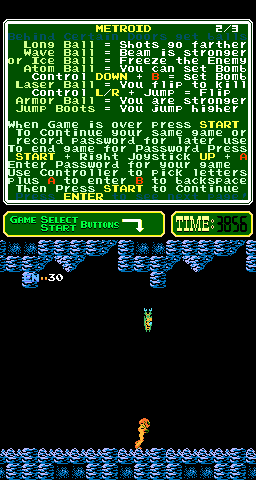 METROID 2/3
Long Ball = Shots go farther
Wave Ball = Beam is stronger
or Ice Ball = Freeze the Enemy
Atom Ball = You can set Bomb
Control DOWN + B = set Bomb
Laser Ball = You flip to kill
Control L/R + Jump = Flip
Armor Ball = You are stronger
Jump Boots = You jump higher
When Game is over press START
To Continue your same game or
record password for later use
To end game for Password Press
START + Right Joystick UP + A
Enter Password for your game
Use Controller to pick letters
Plus A to enter B to backspace
Then Press START to Continue
ENTER
GAME SELECT
START BUTTONS
TIME: 3856
EN..30